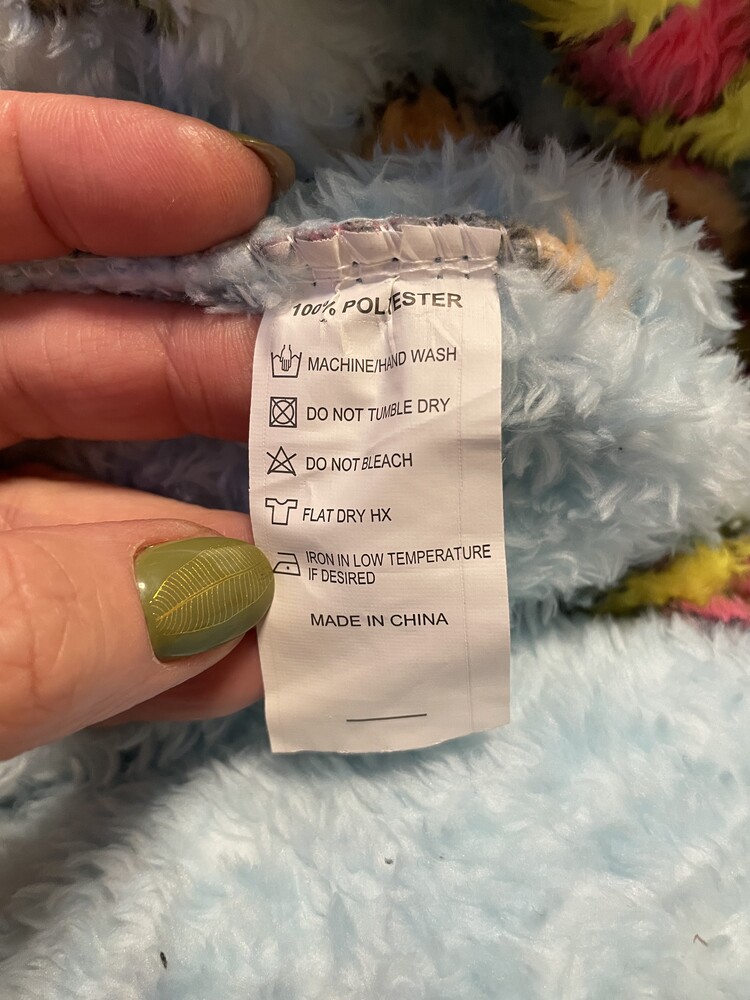 100% POLYESTER
MACHINE/HAND WASH
DO NOT TUMBLE DRY
DO NOT BLEACH
FLAT DRY HX
IRON IN LOW TEMPERATURE
IF DESIRED
MADE IN CHINA